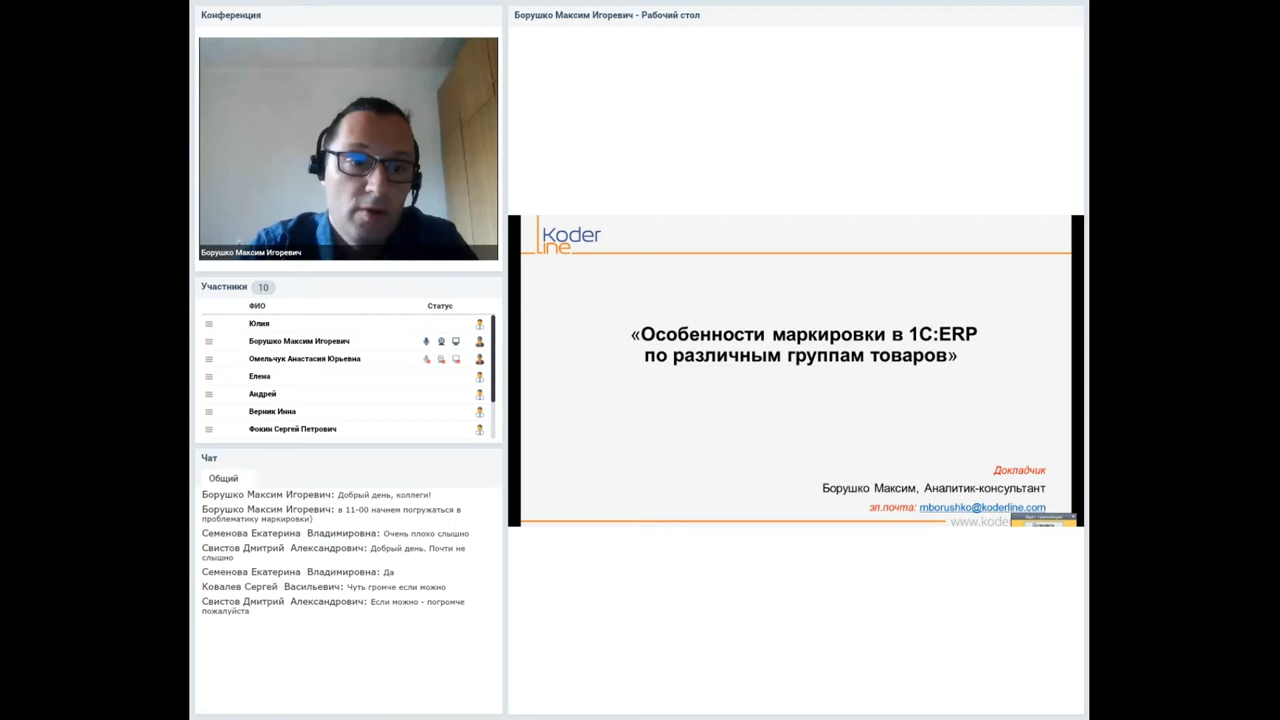 Конференция
Борушко Максим Игоревич
Участники 10
ФИО Статус
Юлия
Борушко Максим Игоревич
Омельчук Анастасия Юрьевна
Елена
Андрей
Верник Инна
Фокин Сергей Петрович
Чат
Общий
Борушко Максим Игоревич: Добрый день, коллеги!
Борушко Максим Игоревич: в 11-00 начнем погружаться в
проблематику маркировки)
Семенова Екатерина Владимировна: Очень плохо слышно
Свистов Дмитрий Александрович: Добрый день. Почти не
слышно
Семенова Екатерина Владимировна: Да
Ковалев Сергей Васильевич: Чуть громче если можно
Свистов Дмитрий Александрович: Если можно - погромче
пожалуйста
Борушко Максим Игоревич - Рабочий стол
Koder
line
«Особенности маркировки в 1С:ERP
по различным группам товаров»
Докладчик
Борушко Максим, Аналитик-консультант
эл.почта: mborushko@koderline.com
www.koder